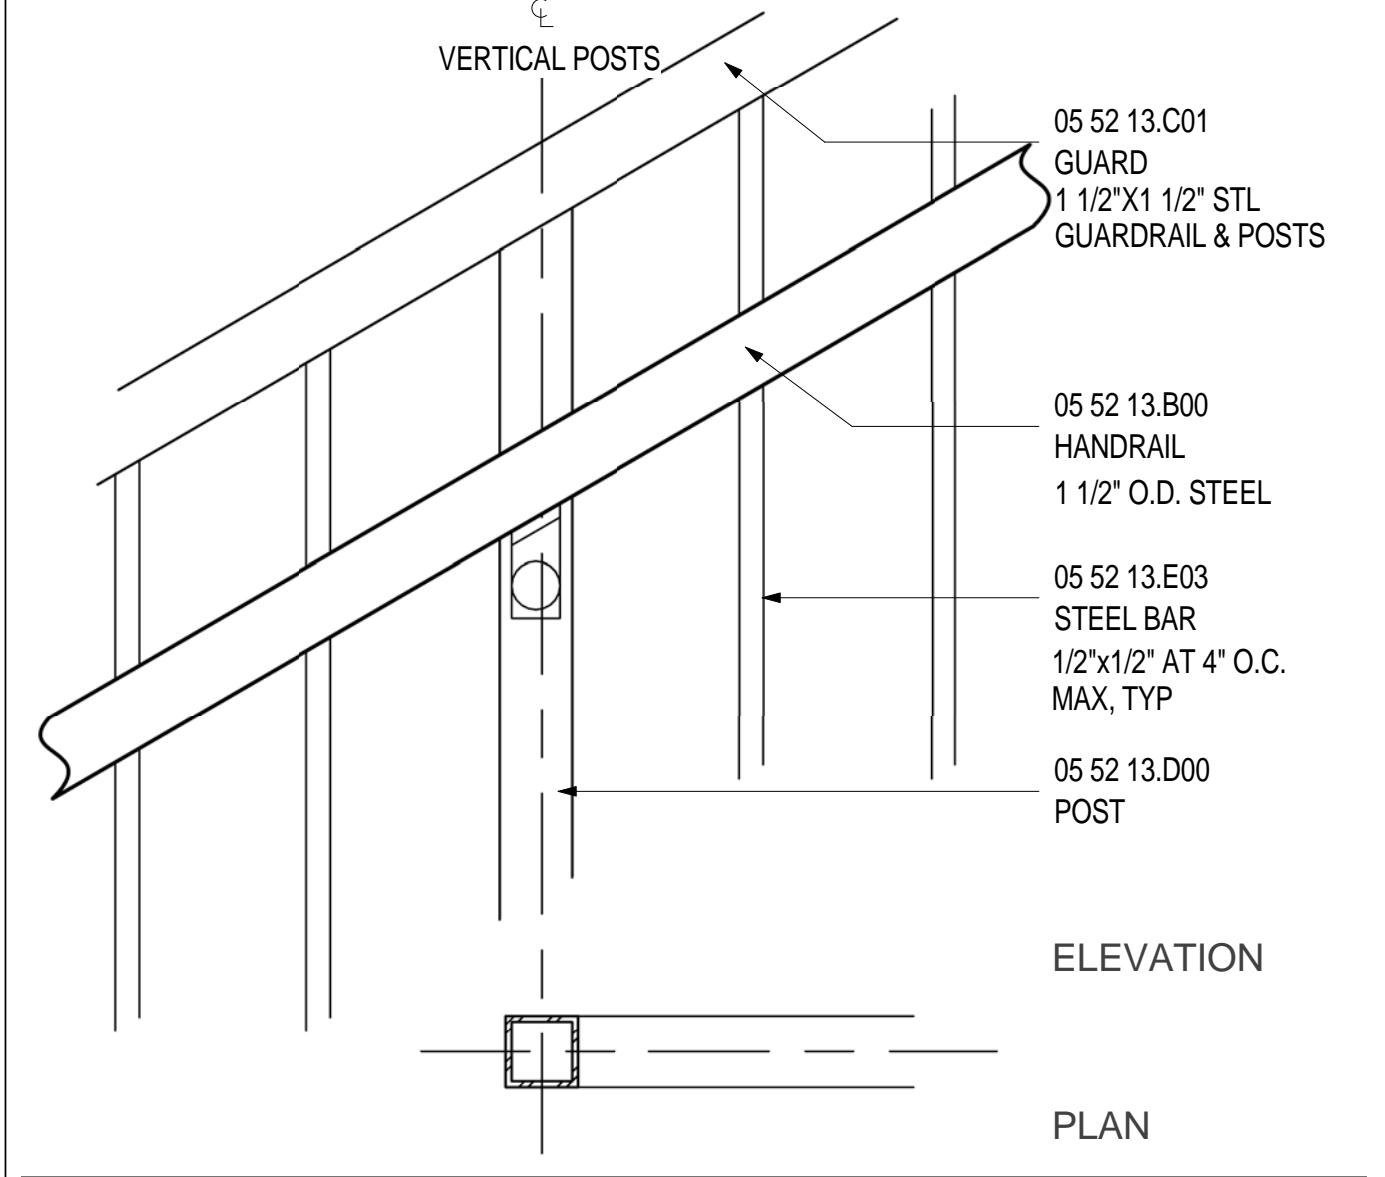 ℄
VERTICAL POSTS
05 52 13.C01
GUARD
1 1/2"X1 1/2" STL
GUARDRAIL & POSTS
05 52 13.B00
HANDRAIL
1 1/2" O.D. STEEL
05 52 13.E03
STEEL BAR
1/2"x1/2" AT 4" O.C.
MAX, TYP
05 52 13.D00
POST
ELEVATION
PLAN